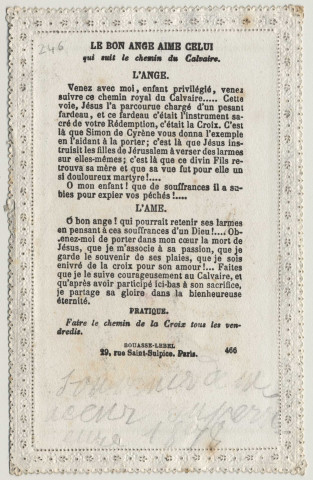 246
LE BON ANGE AIME CELUI
qui suit le chemin du Calvaire.
L'ANGE.
Venez avec moi, enfant privilégié, venez
suivre ce chemin royal du Calvaire..... Cette
voie, Jésus l'a parcourue chargé d'un pesant
fardeau, et ce fardeau c'était l'instrument sa-
cré de votre Rédemption, c'était la Croix. C'est
là que Simon de Cyrène vous donna l'exemple
en l'aidant à la porter; c'est là que Jésus ins-
truisit les filles de Jérusalem à verser des larmes
sur elles-mêmes; c'est là que ce divin Fils re-
trouva sa mère et que sa vue fut pour elle un
si douloureux martyre!....
O mon enfant! que de souffrances il a su-
bies pour expier vos péchés!....
L'AME.
O bon ange! qui pourrait retenir ses larmes
en pensant à ces souffrances d'un Dieu!.... Ob-
tenez-moi de porter dans mon cœur la mort de
Jésus, que je m'associe à sa passion, que je
garde le souvenir de ses plaies, que je sois
enivré de la croix pour son amour!... Faites
que je le suive courageusement au Calvaire, et
qu'après avoir participé ici-bas à son sacrifice,
je partage sa gloire dans la bienheureuse
éternité.
PRATIQUE.
Faire le chemin de la Croix tous les ven-
dredis.
BOUASSE-LEBEL
29, rue Saint-Sulpice. Paris. 466
souvenir